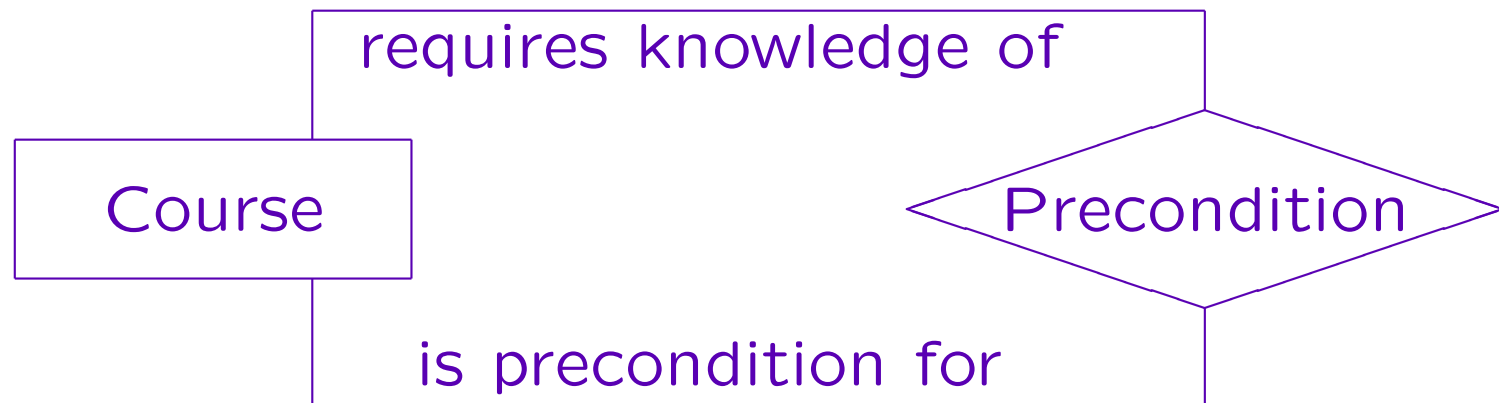 requires knowledge of
Course
Precondition
is precondition for